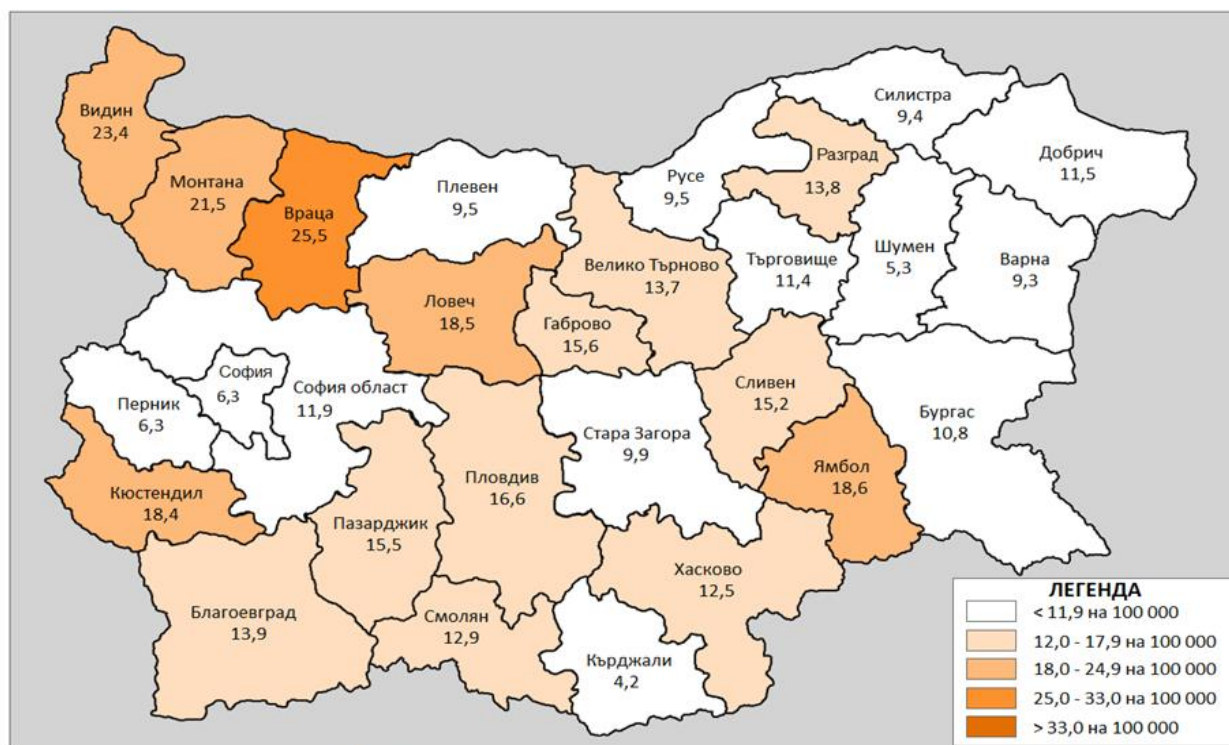 Видин
23,4
Монтана
21,5
Враца
25,5
Плевен
9,5
Ловеч
18,5
Велико Търново
13,7
Габрово
15,6
Русе
9,5
Разград
13,8
Силистра
9,4
Добрич
11,5
Търговище
11,4
Шумен
5,3
Варна
9,3
Перник
6,3
София
6,3
София област
11,9
Кюстендил
18,4
Благоевград
13,9
Пазарджик
15,5
Пловдив
16,6
Смолян
12,9
Стара Загора
9,9
Сливен
15,2
Ямбол
18,6
Бургас
10,8
Хасково
12,5
Кърджали
4,2
ЛЕГЕНДА
< 11,9 на 100 000
12,0 - 17,9 на 100 000
18,0 - 24,9 на 100 000
25,0 - 33,0 на 100 000
> 33,0 на 100 000